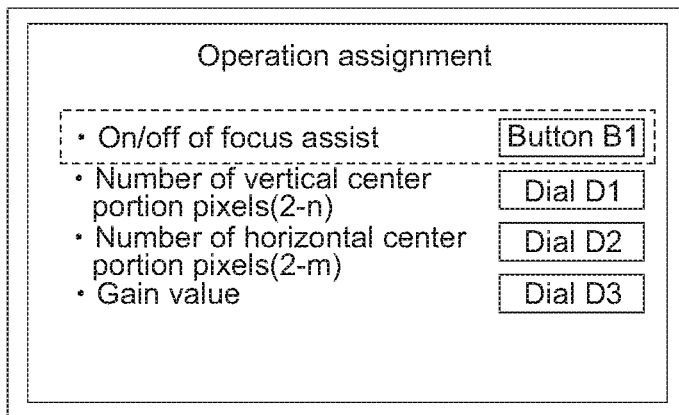 Operation assignment
・On/off of focus assist Button B1
・Number of vertical center
portion pixels(2-n) Dial D1
・Number of horizontal center
portion pixels(2-m) Dial D2
・Gain value Dial D3